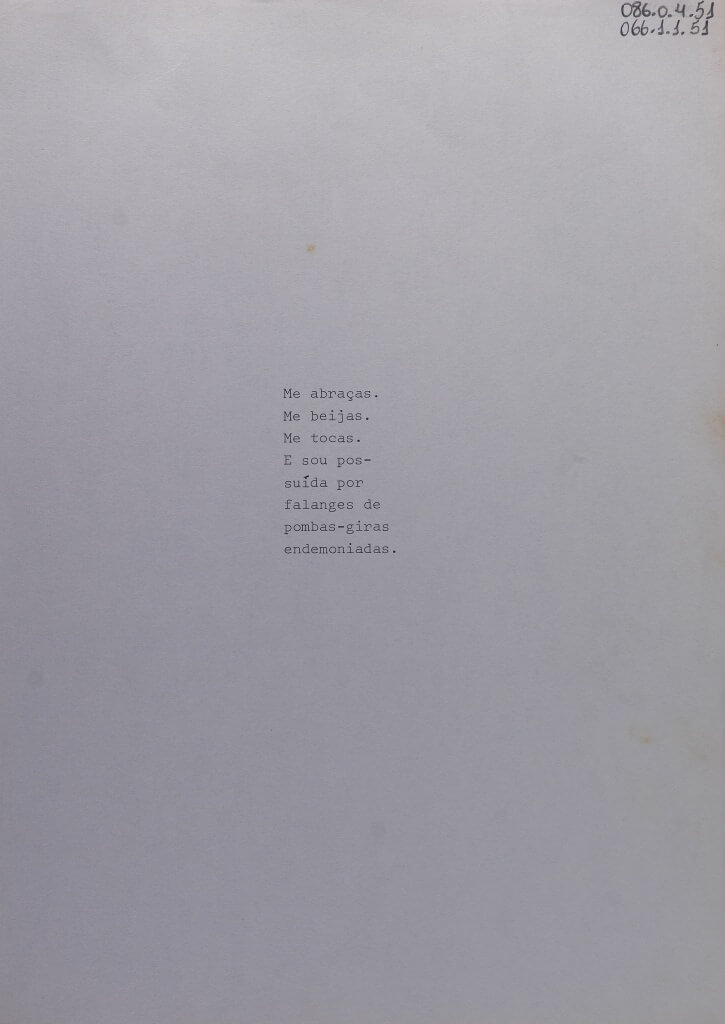 086.0.4.51
066.1.1.51
Me abraças.
Me beijas.
Me tocas.
E sou pos-
suída por
falanges de
pombas-giras
endemoniadas.